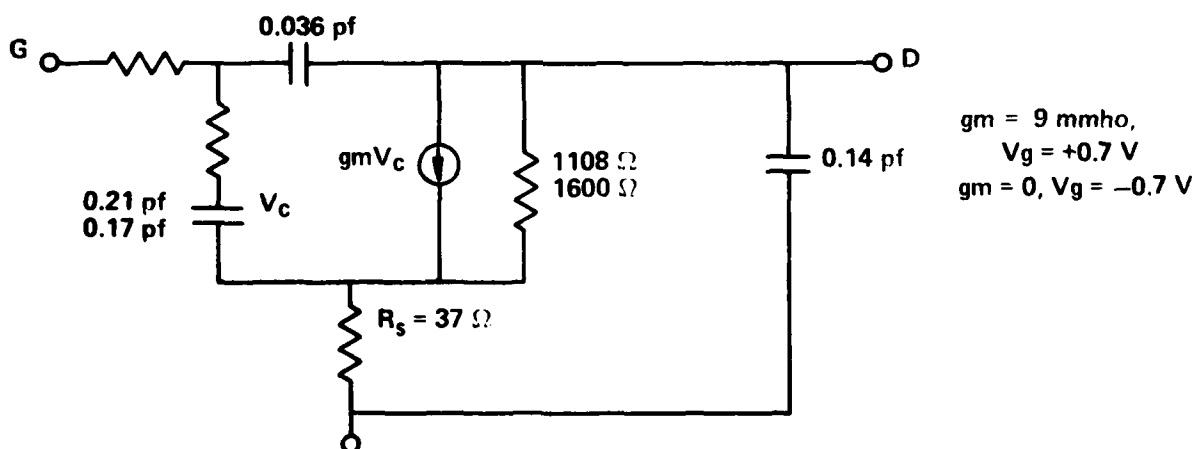 0.036 pf
G
D
gm = 9 mmho,
Vg = +0.7 V
gm = 0, Vg = –0.7 V
gmVc
1108 Ω
1600 Ω
0.14 pf
0.21 pf
0.17 pf
Vc
Rs = 37 Ω